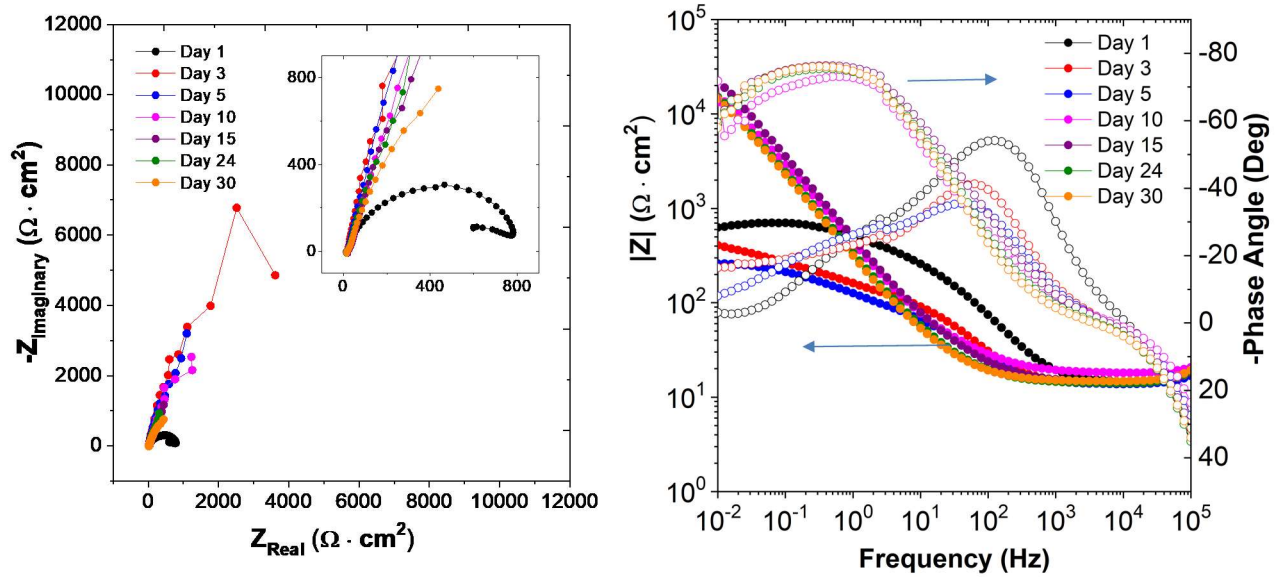 12000
10000
8000
6000
4000
2000
0
-Z_Imaginary (Ω · cm²)
Day 1
Day 3
Day 5
Day 10
Day 15
Day 24
Day 30
800
400
0
0 400 800
0 2000 4000 6000 8000 10000 12000
Z_Real (Ω · cm²)
10⁵
10⁴
10³
10²
10¹
10⁰
|Z| (Ω · cm²)
Day 1
Day 3
Day 5
Day 10
Day 15
Day 24
Day 30
-80
-60
-40
-20
0
20
40
-Phase Angle (Deg)
10⁻² 10⁻¹ 10⁰ 10¹ 10² 10³ 10⁴ 10⁵
Frequency (Hz)